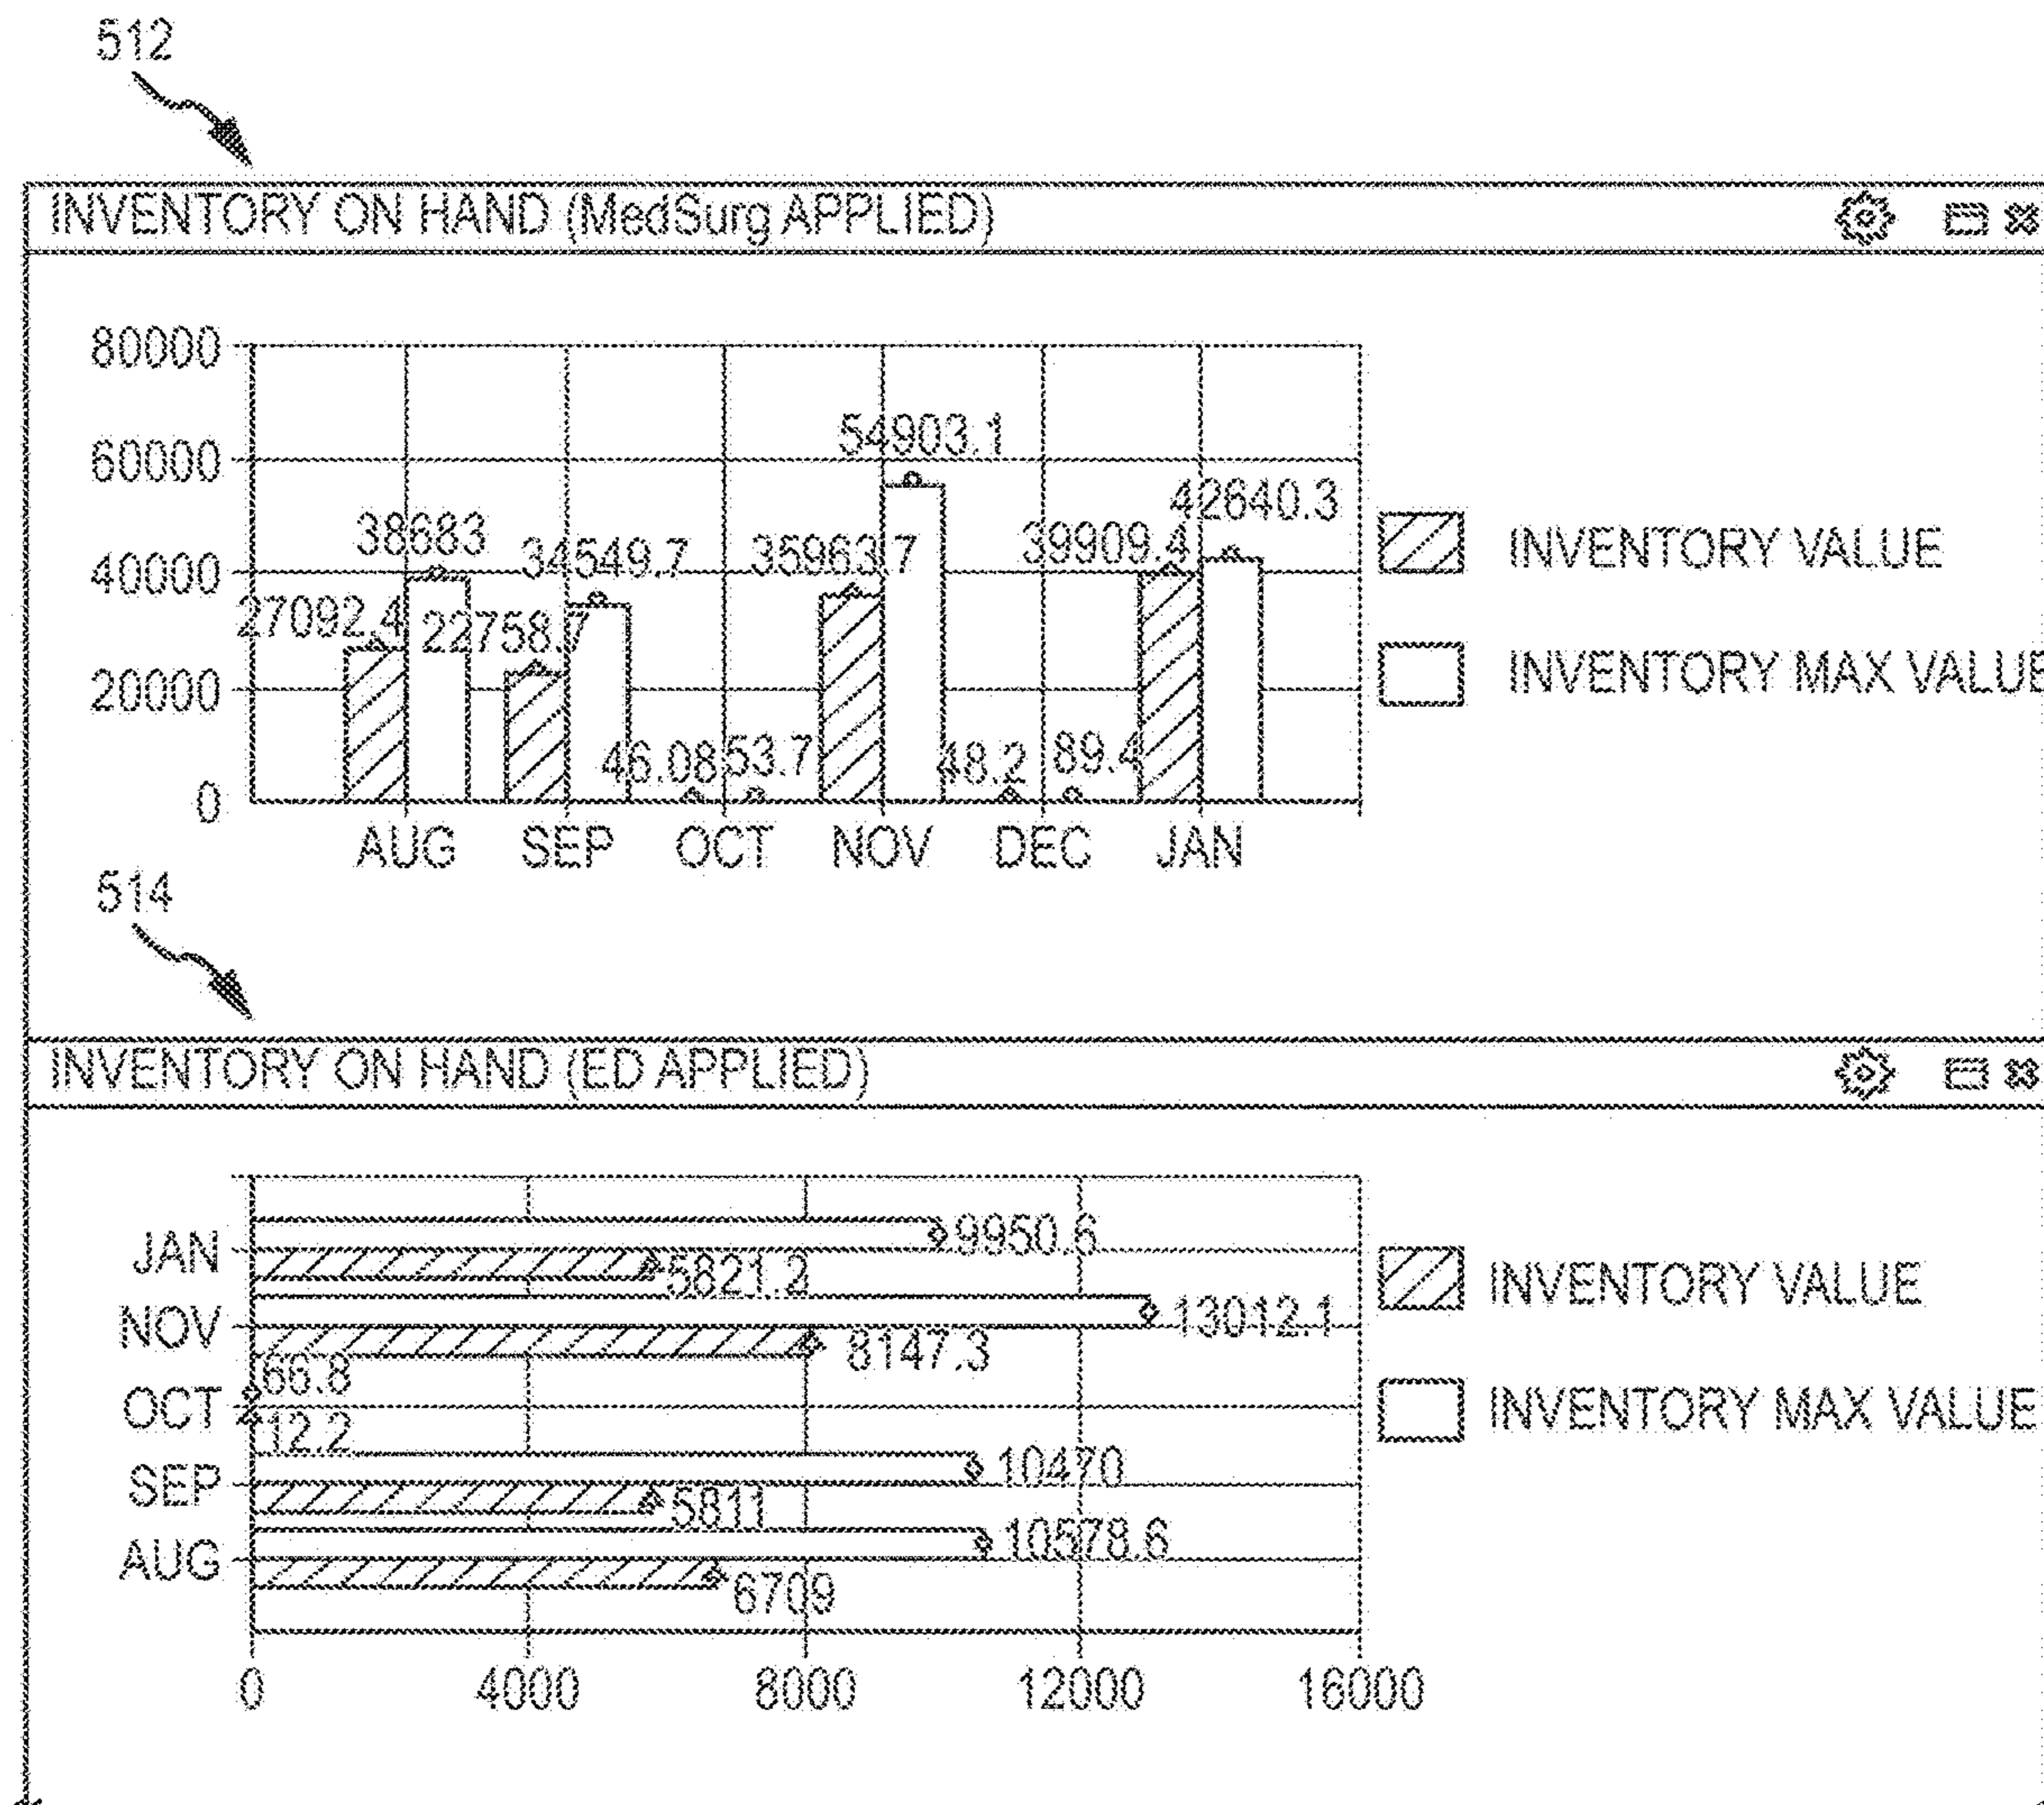 512
INVENTORY ON HAND (MedSurg APPLIED)
80000
60000
40000
20000
0
54903.1
42640.3
38683
34549.7
35963.7
39909.4
27092.4
22758.7
46.08
53.7
48.2
89.4
AUG SEP OCT NOV DEC JAN
INVENTORY VALUE
INVENTORY MAX VALUE
514
INVENTORY ON HAND (ED APPLIED)
JAN
9950.6
5821.2
NOV
13012.1
8147.3
OCT
66.8
12.2
SEP
10470
5811
AUG
10578.6
6709
0 4000 8000 12000 16000
INVENTORY VALUE
INVENTORY MAX VALUE